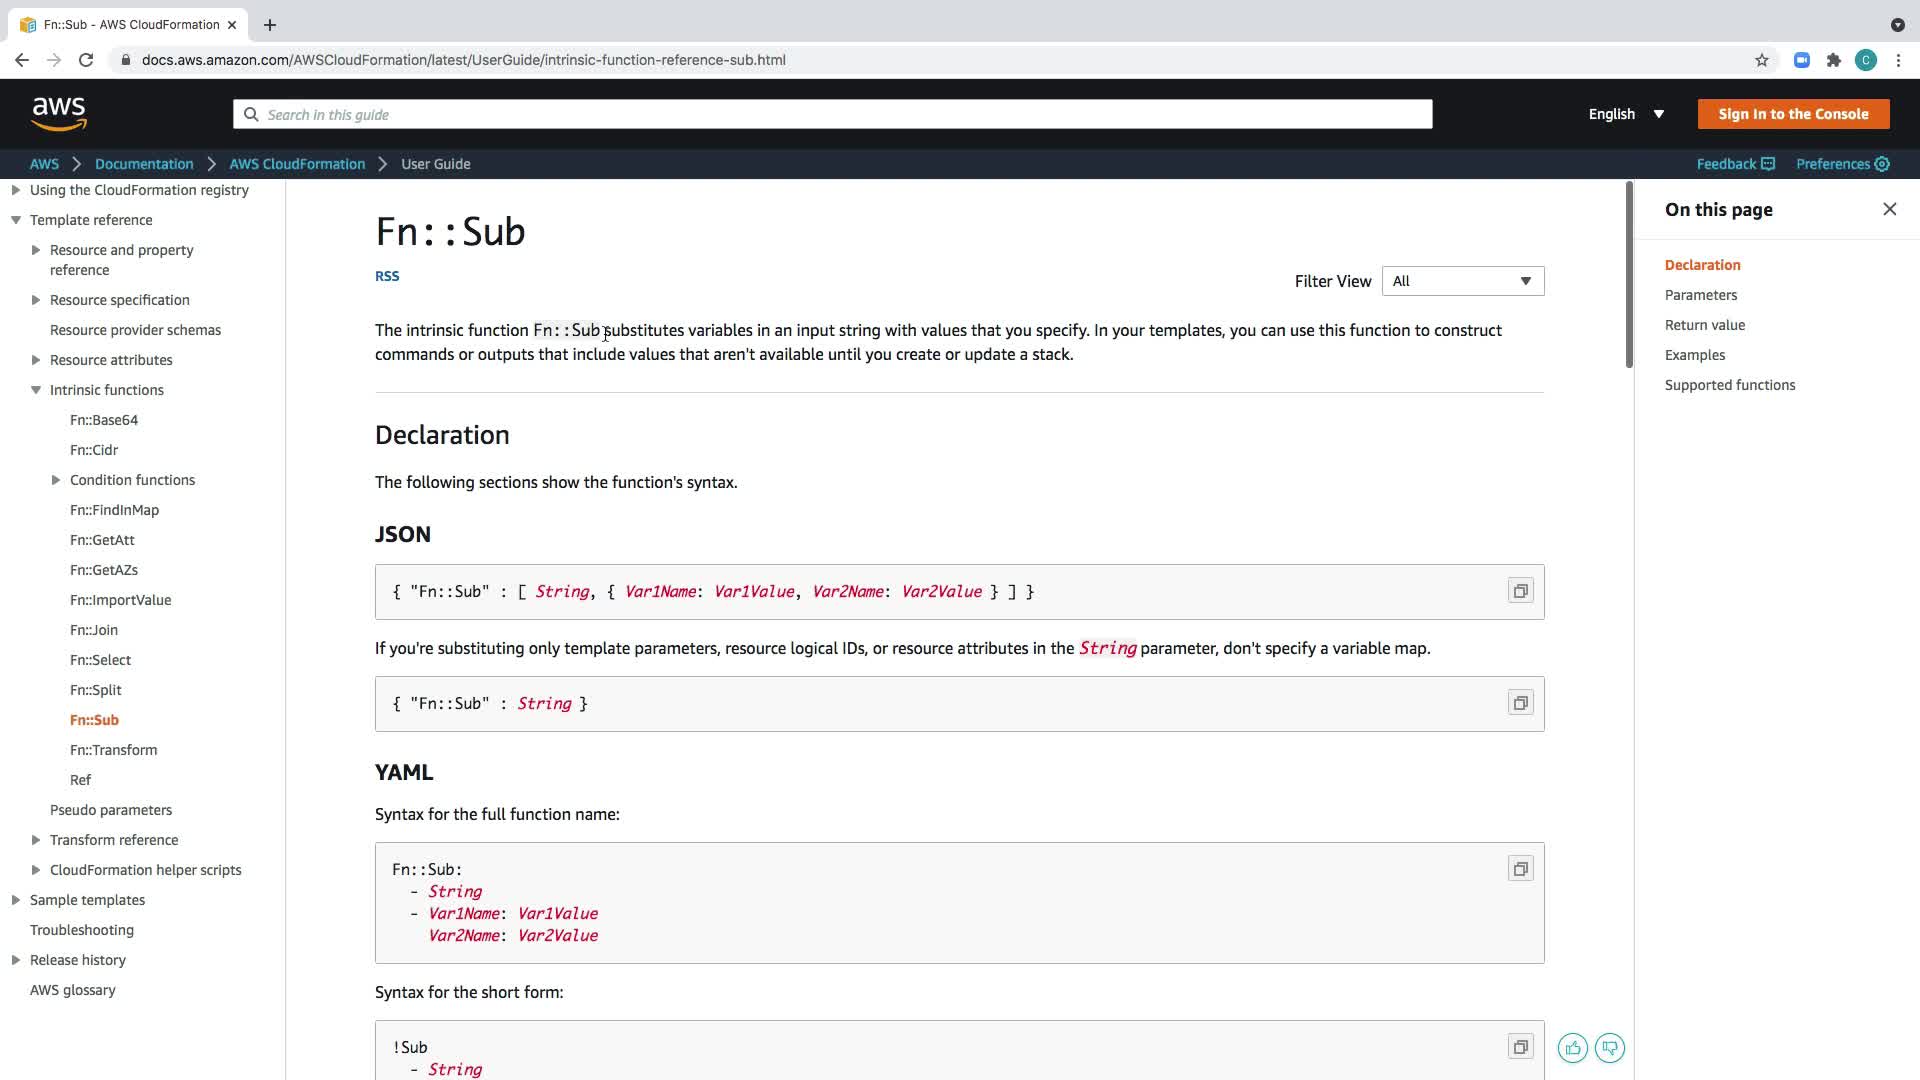 Fn::Sub - AWS CloudFormation
docs.aws.amazon.com/AWSCloudFormation/latest/UserGuide/intrinsic-function-reference-sub.html
C
aws
Search in this guide
English
Sign In to the Console
AWS
Documentation
AWS CloudFormation
User Guide
Feedback
Preferences
Using the CloudFormation registry
Template reference
Resource and property
reference
Resource specification
Resource provider schemas
Resource attributes
Intrinsic functions
Fn::Base64
Fn::Cidr
Condition functions
Fn::FindInMap
Fn::GetAtt
Fn::GetAZs
Fn::ImportValue
Fn::Join
Fn::Select
Fn::Split
Fn::Sub
Fn::Transform
Ref
Pseudo parameters
Transform reference
CloudFormation helper scripts
Sample templates
Troubleshooting
Release history
AWS glossary
Fn::Sub
RSS
Filter View
All
The intrinsic function Fn::Sub substitutes variables in an input string with values that you specify. In your templates, you can use this function to construct
commands or outputs that include values that aren't available until you create or update a stack.
Declaration
The following sections show the function's syntax.
JSON
{ "Fn::Sub" : [ String, { Var1Name: Var1Value, Var2Name: Var2Value } ] }
If you're substituting only template parameters, resource logical IDs, or resource attributes in the String parameter, don't specify a variable map.
{ "Fn::Sub" : String }
YAML
Syntax for the full function name:
Fn::Sub:
- String
- Var1Name: Var1Value
Var2Name: Var2Value
Syntax for the short form:
!Sub
- String
On this page
Declaration
Parameters
Return value
Examples
Supported functions